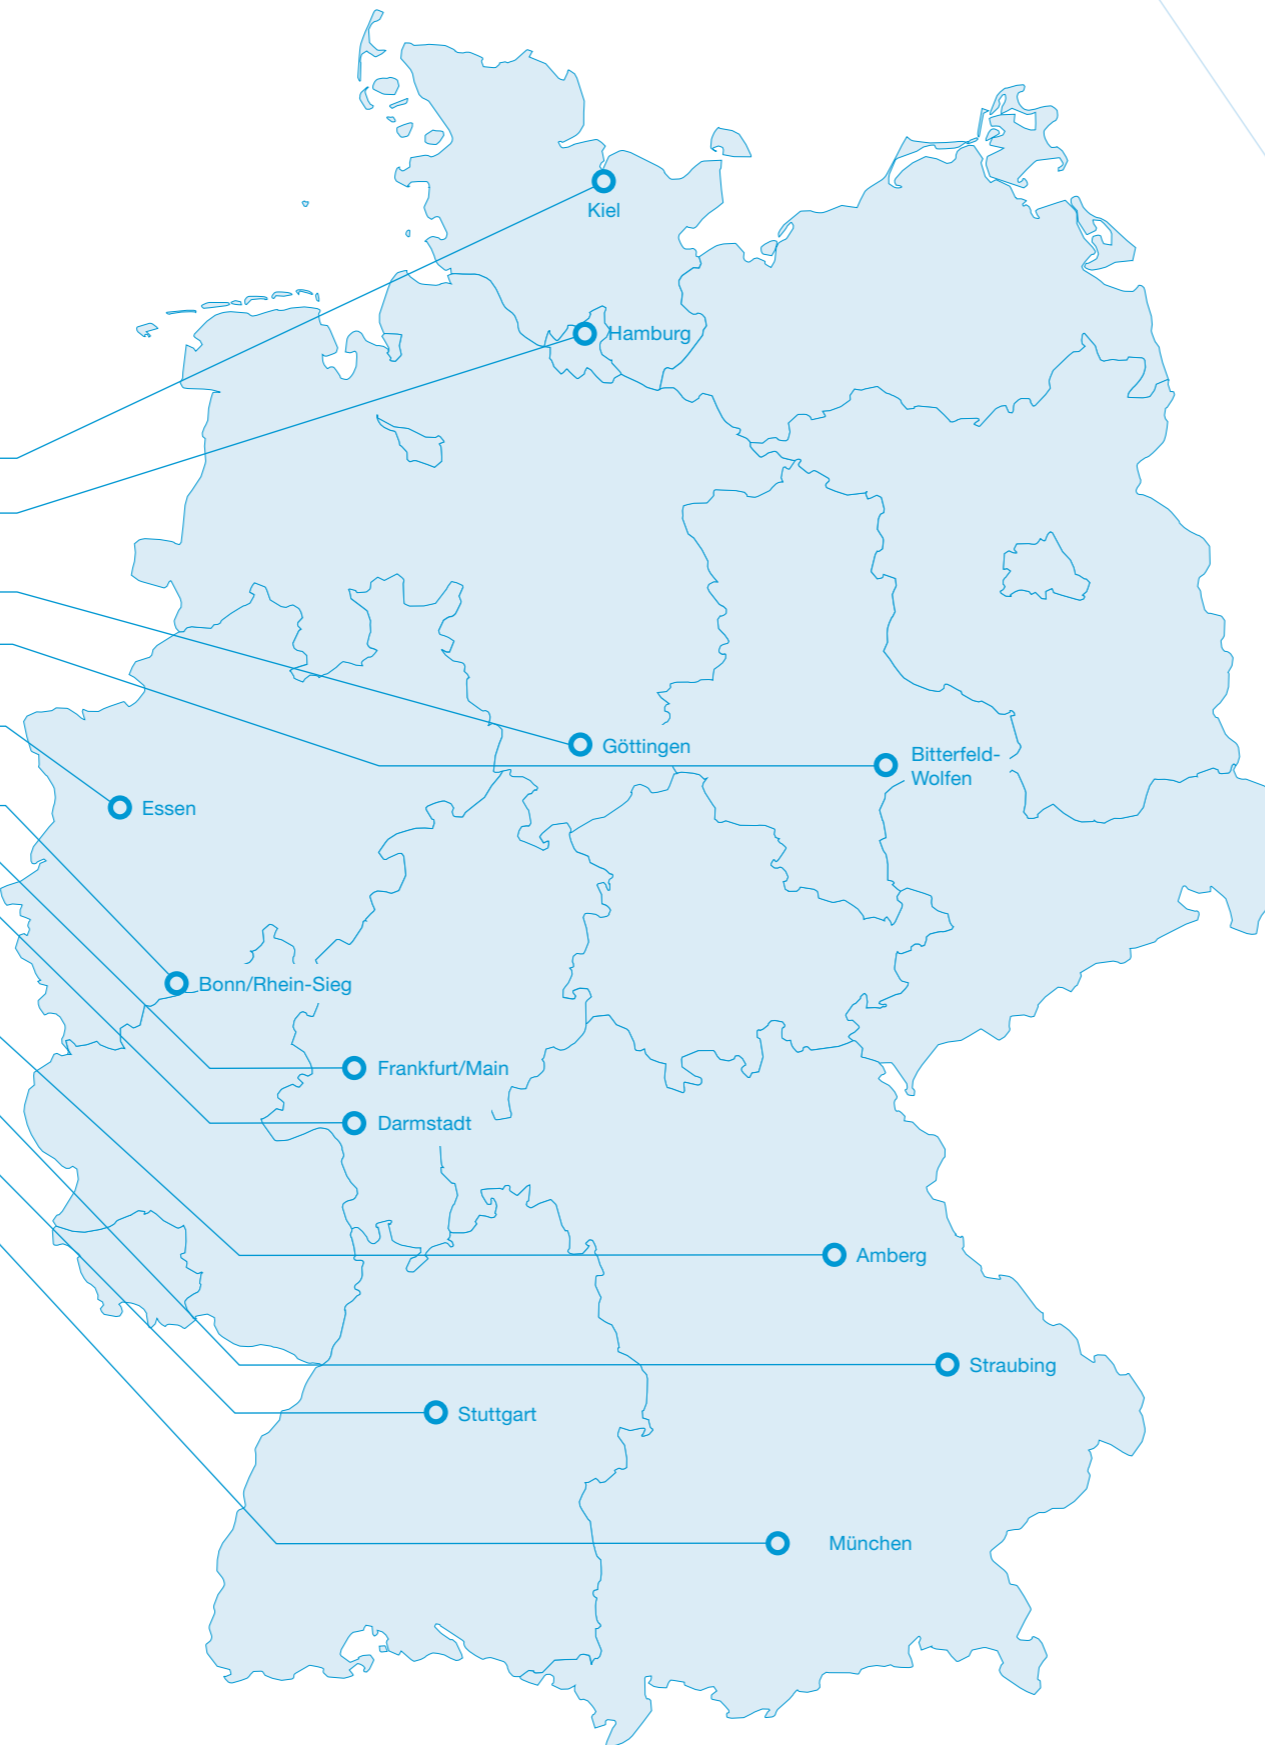 Kiel
Hamburg
Göttingen
Bitterfeld-
Wolfen
Essen
Bonn/Rhein-Sieg
Frankfurt/Main
Darmstadt
Amberg
Straubing
Stuttgart
München